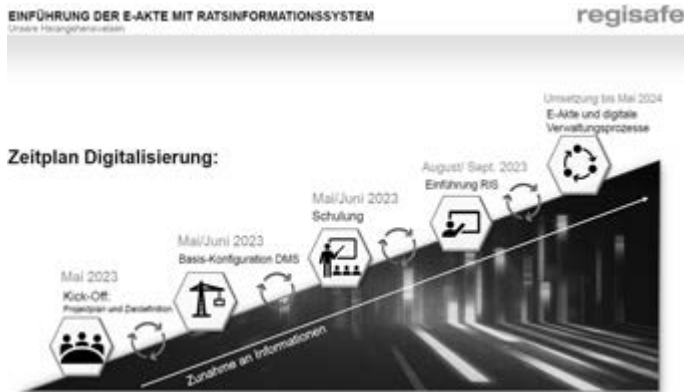 EINFÜHRUNG DER E-AKTE MIT RATSINFORMATIONSSYSTEM
Unsere Herangehensweisen
regisafe
Zeitplan Digitalisierung:
Mai 2023
Kick-Off:
Projektplan und Zieldefinition
Mai/Juni 2023
Basis-Konfiguration DMS
Mai/Juni 2023
Schulung
August/ Sept. 2023
Einführung RIS
Umsetzung bis Mai 2024
E-Akte und digitale
Verwaltungsprozesse
Zunahme an Informationen